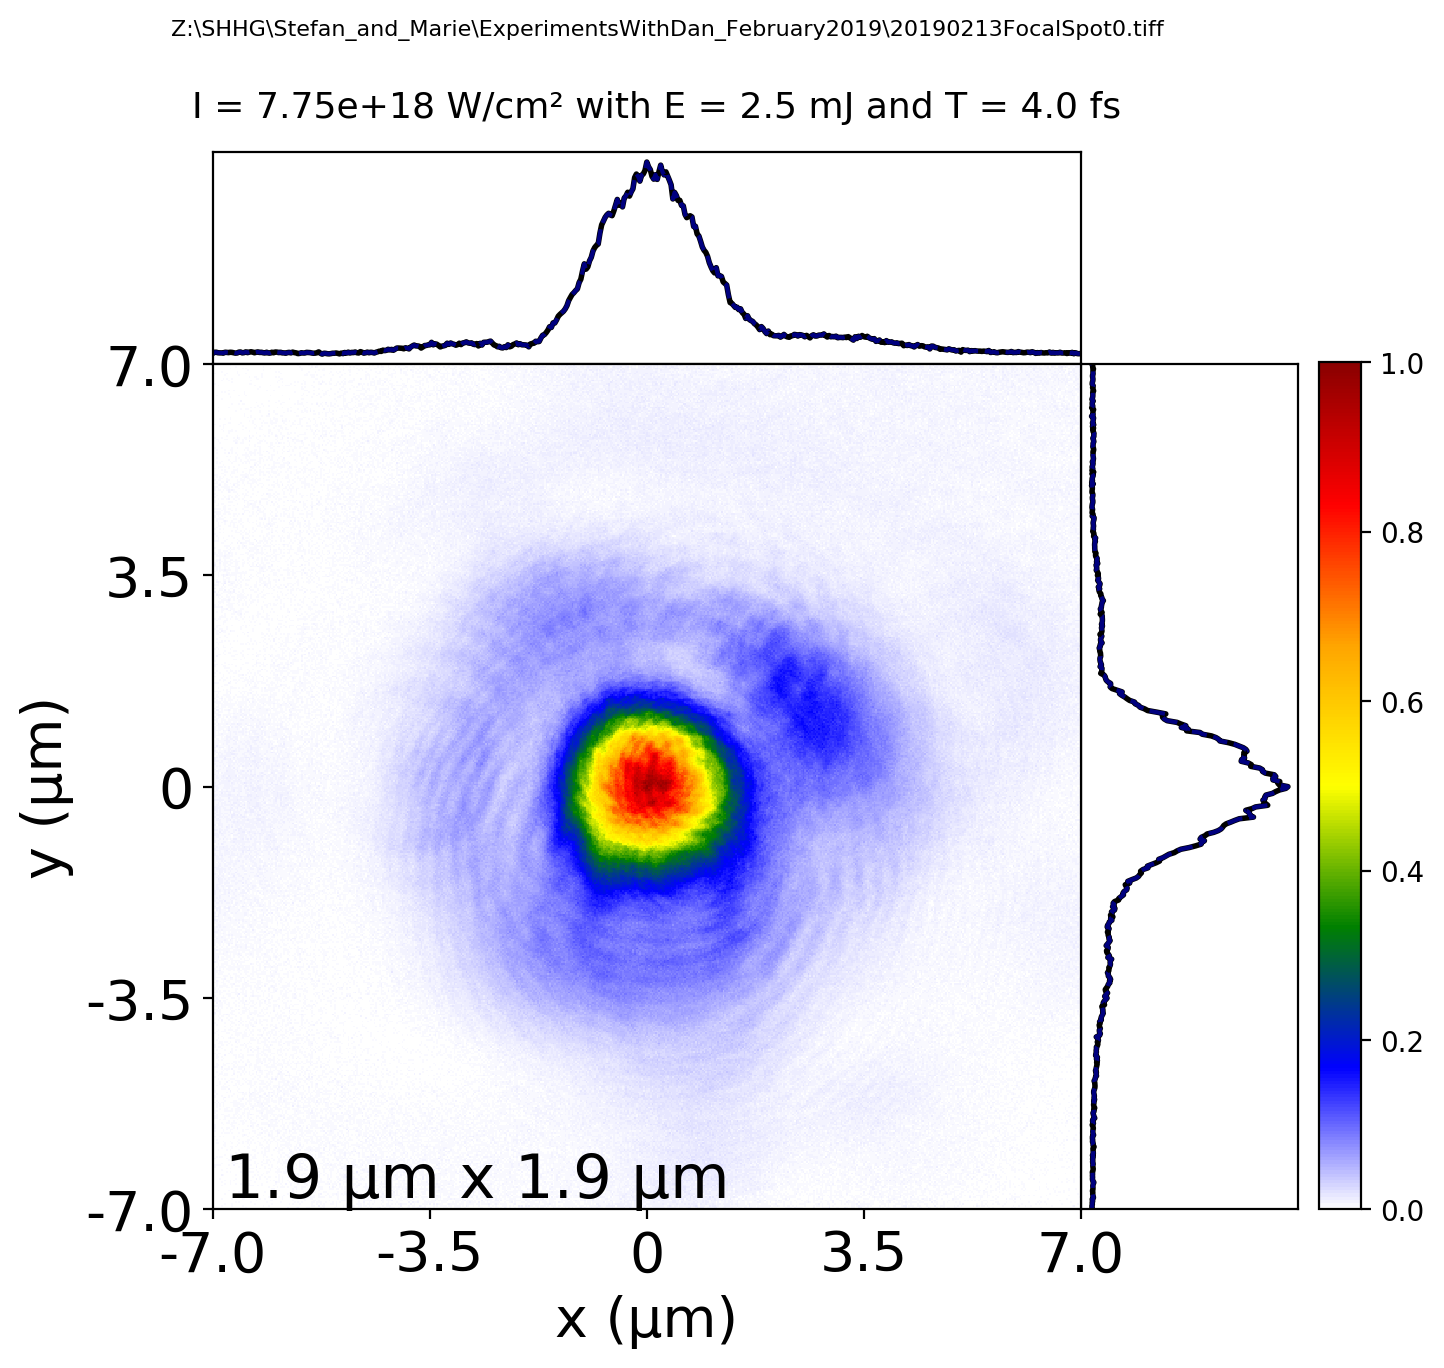 Z:\SHHG\Stefan_and_Marie\ExperimentsWithDan_February2019\20190213FocalSpot0.tiff
I = 7.75e+18 W/cm² with E = 2.5 mJ and T = 4.0 fs
7.0
3.5
0
-3.5
-7.0
y (μm)
1.9 μm x 1.9 μm
-7.0 -3.5 0 3.5 7.0
x (μm)
1.0
0.8
0.6
0.4
0.2
0.0